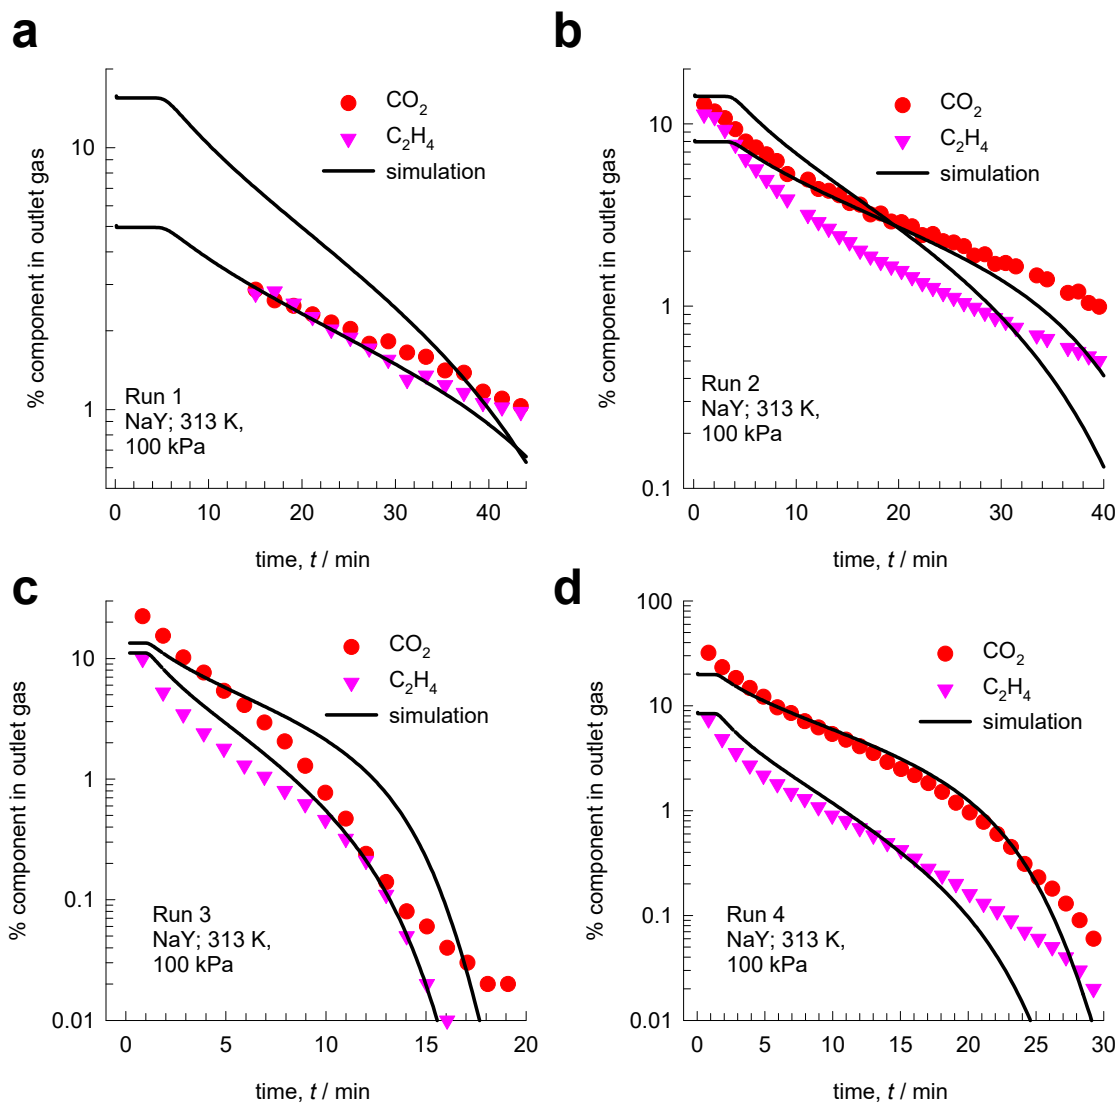 a
CO2
C2H4
simulation
10
1
% component in outlet gas
Run 1
NaY; 313 K,
100 kPa
0 10 20 30 40
time, t / min
b
CO2
C2H4
simulation
10
1
0.1
% component in outlet gas
Run 2
NaY; 313 K,
100 kPa
0 10 20 30 40
time, t / min
c
CO2
C2H4
simulation
10
1
0.1
0.01
% component in outlet gas
Run 3
NaY; 313 K,
100 kPa
0 5 10 15 20
time, t / min
d
CO2
C2H4
simulation
100
10
1
0.1
0.01
% component in outlet gas
Run 4
NaY; 313 K,
100 kPa
0 5 10 15 20 25 30
time, t / min